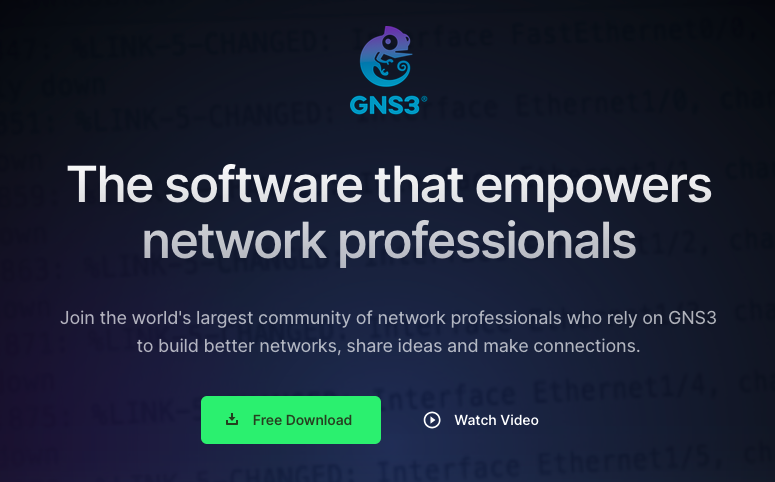 GNS3®
The software that empowers
network professionals
Join the world's largest community of network professionals who rely on GNS3
to build better networks, share ideas and make connections.
Free Download
Watch Video